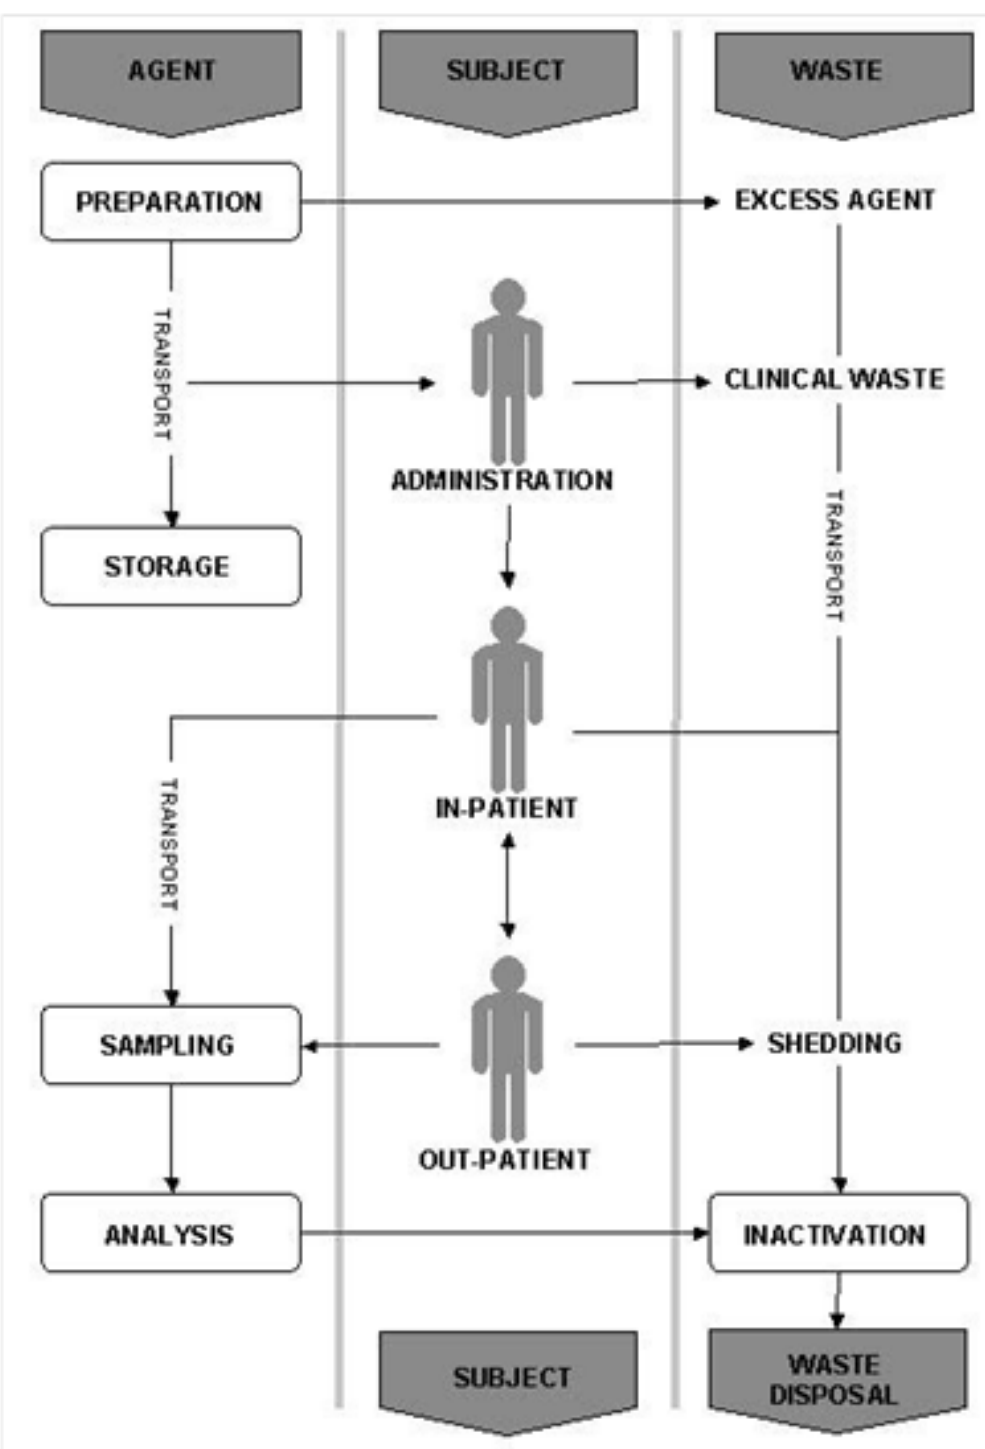 AGENT
SUBJECT
WASTE
PREPARATION
EXCESS AGENT
TRANSPORT
CLINICAL WASTE
ADMINISTRATION
STORAGE
TRANSPORT
IN-PATIENT
TRANSPORT
SAMPLING
SHEDDING
OUT-PATIENT
ANALYSIS
INACTIVATION
SUBJECT
WASTE
DISPOSAL